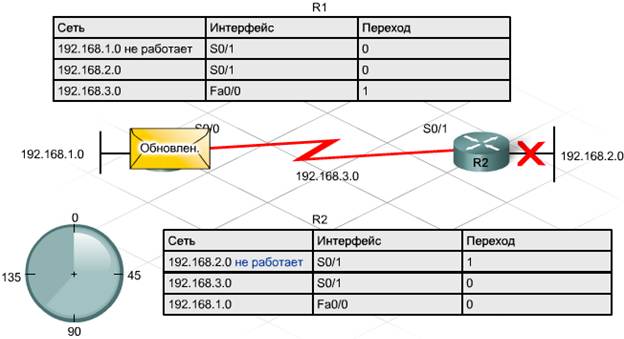 R1
Сеть Интерфейс Переход
192.168.1.0 не работает S0/1 0
192.168.2.0 S0/1 0
192.168.3.0 Fa0/0 1
S0/0 S0/1
192.168.1.0 Обновлен. R2 192.168.2.0
192.168.3.0
R2
0
135 45
90
Сеть Интерфейс Переход
192.168.2.0 не работает S0/1 1
192.168.3.0 S0/1 0
192.168.1.0 Fa0/0 0